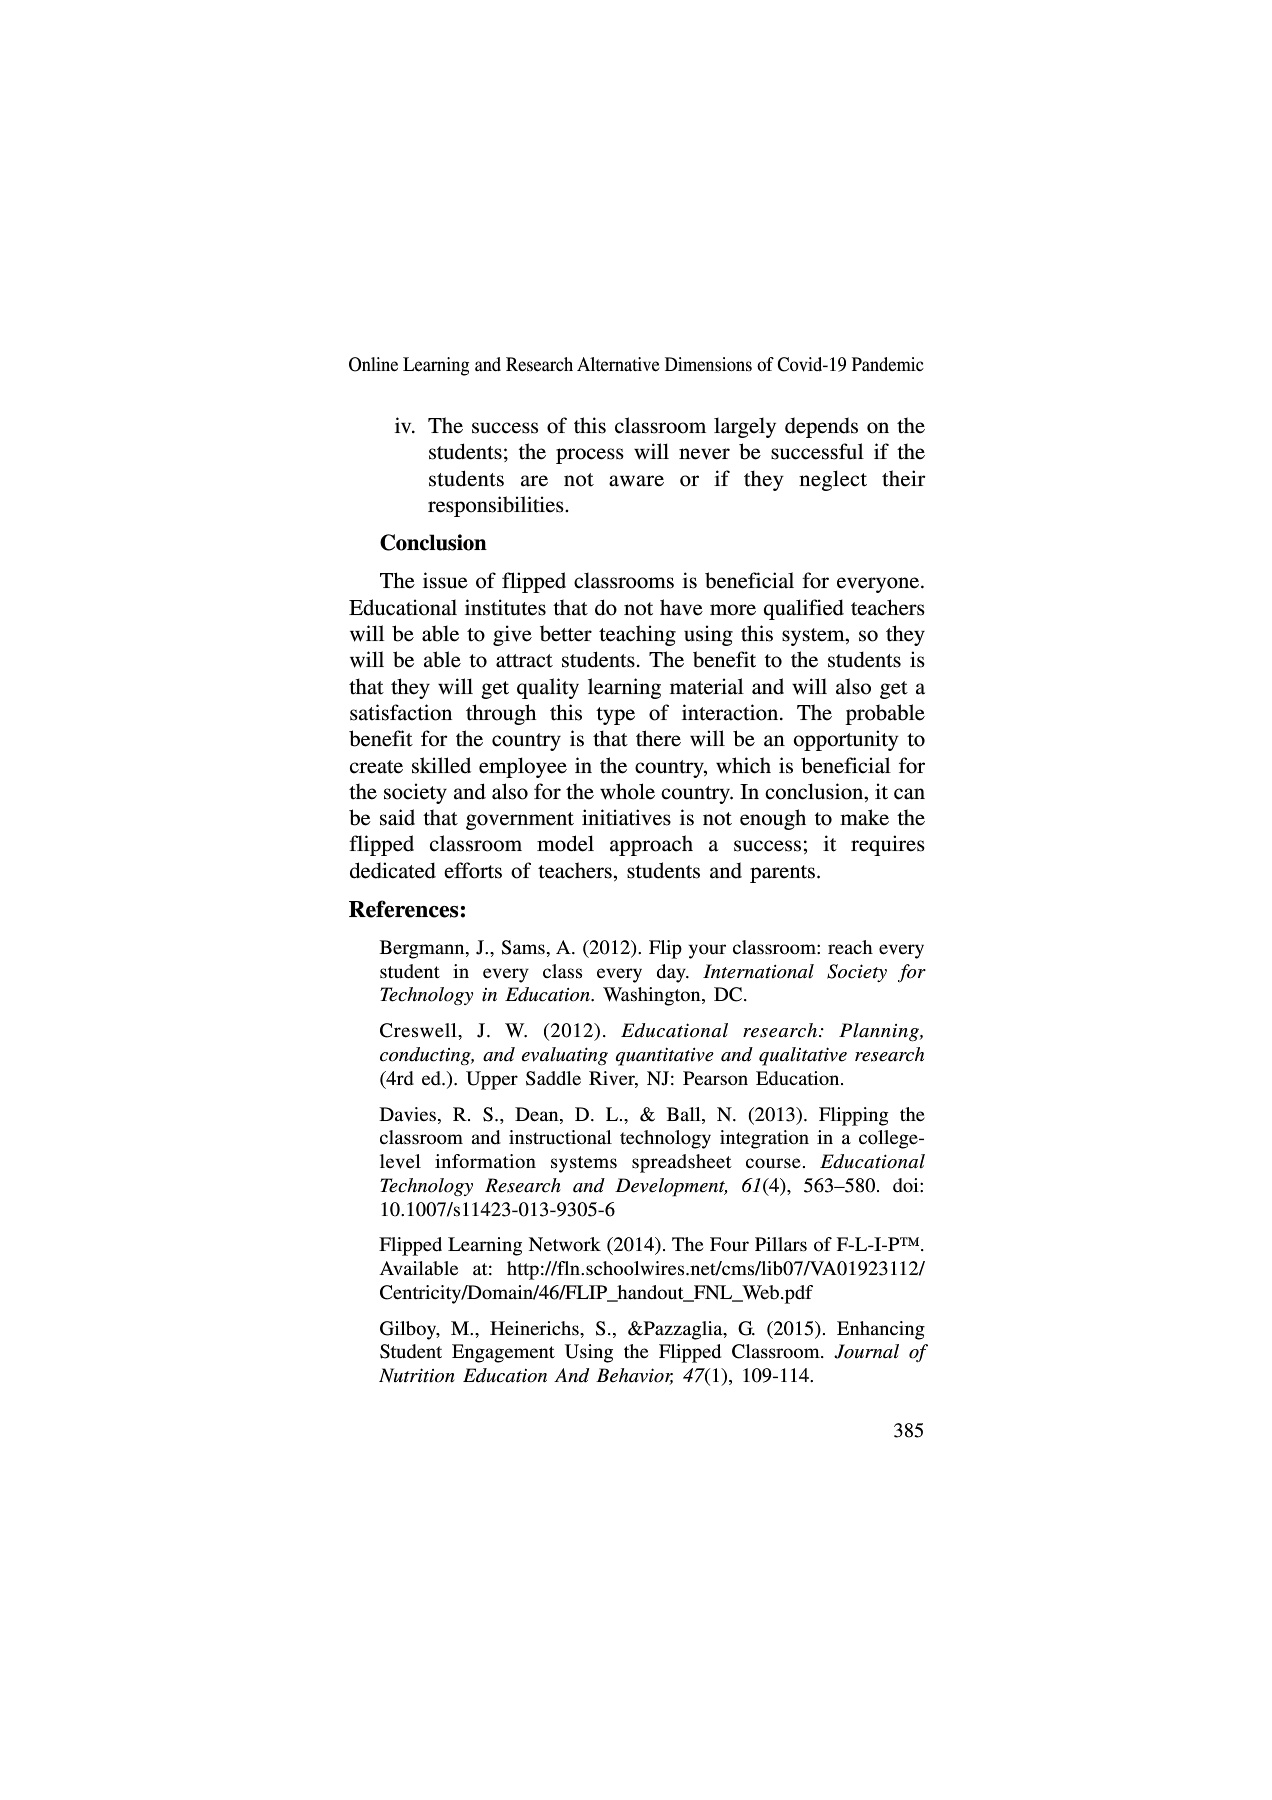 Online Learning and Research Alternative Dimensions of Covid-19 Pandemic
iv. The success of this classroom largely depends on the
students; the process will never be successful if the
students are not aware or if they neglect their
responsibilities.
Conclusion
The issue of flipped classrooms is beneficial for everyone.
Educational institutes that do not have more qualified teachers
will be able to give better teaching using this system, so they
will be able to attract students. The benefit to the students is
that they will get quality learning material and will also get a
satisfaction through this type of interaction. The probable
benefit for the country is that there will be an opportunity to
create skilled employee in the country, which is beneficial for
the society and also for the whole country. In conclusion, it can
be said that government initiatives is not enough to make the
flipped classroom model approach a success; it requires
dedicated efforts of teachers, students and parents.
References:
Bergmann, J., Sams, A. (2012). Flip your classroom: reach every
student in every class every day. International Society for
Technology in Education. Washington, DC.
Creswell, J. W. (2012). Educational research: Planning,
conducting, and evaluating quantitative and qualitative research
(4rd ed.). Upper Saddle River, NJ: Pearson Education.
Davies, R. S., Dean, D. L., & Ball, N. (2013). Flipping the
classroom and instructional technology integration in a college-
level information systems spreadsheet course. Educational
Technology Research and Development, 61(4), 563–580. doi:
10.1007/s11423-013-9305-6
Flipped Learning Network (2014). The Four Pillars of F-L-I-P™.
Available at: http://fln.schoolwires.net/cms/lib07/VA01923112/
Centricity/Domain/46/FLIP_handout_FNL_Web.pdf
Gilboy, M., Heinerichs, S., &Pazzaglia, G. (2015). Enhancing
Student Engagement Using the Flipped Classroom. Journal of
Nutrition Education And Behavior, 47(1), 109-114.
385